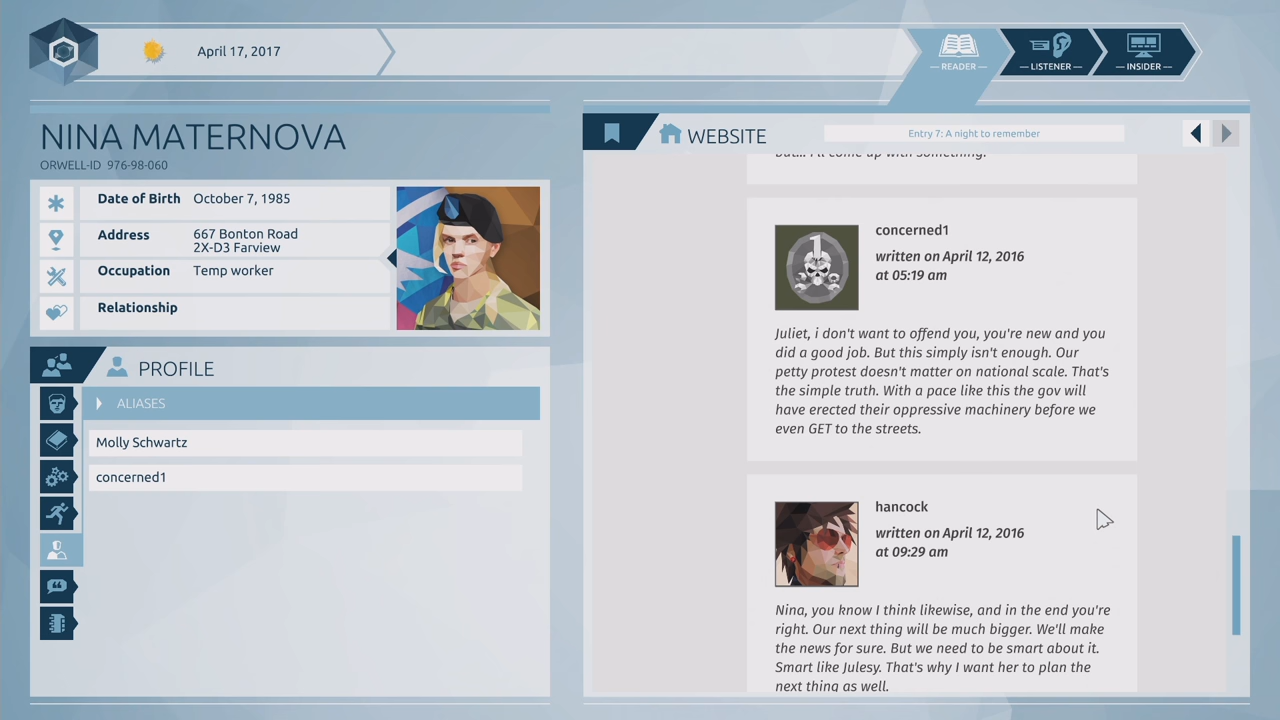 April 17, 2017
READER
LISTENER
INSIDER
NINA MATERNOVA
ORWELL-ID 976-98-060
Date of Birth October 7, 1985
Address 667 Bonton Road
2X-D3 Farview
Occupation Temp worker
Relationship
PROFILE
ALIASES
Molly Schwartz
concerned1
WEBSITE
Entry 7: A night to remember
but... I'll come up with something.
1
concerned1
written on April 12, 2016
at 05:19 am
Juliet, i don't want to offend you, you're new and you
did a good job. But this simply isn't enough. Our
petty protest doesn't matter on national scale. That's
the simple truth. With a pace like this the gov will
have erected their oppressive machinery before we
even GET to the streets.
hancock
written on April 12, 2016
at 09:29 am
Nina, you know I think likewise, and in the end you're
right. Our next thing will be much bigger. We'll make
the news for sure. But we need to be smart about it.
Smart like Julesy. That's why I want her to plan the
next thing as well.